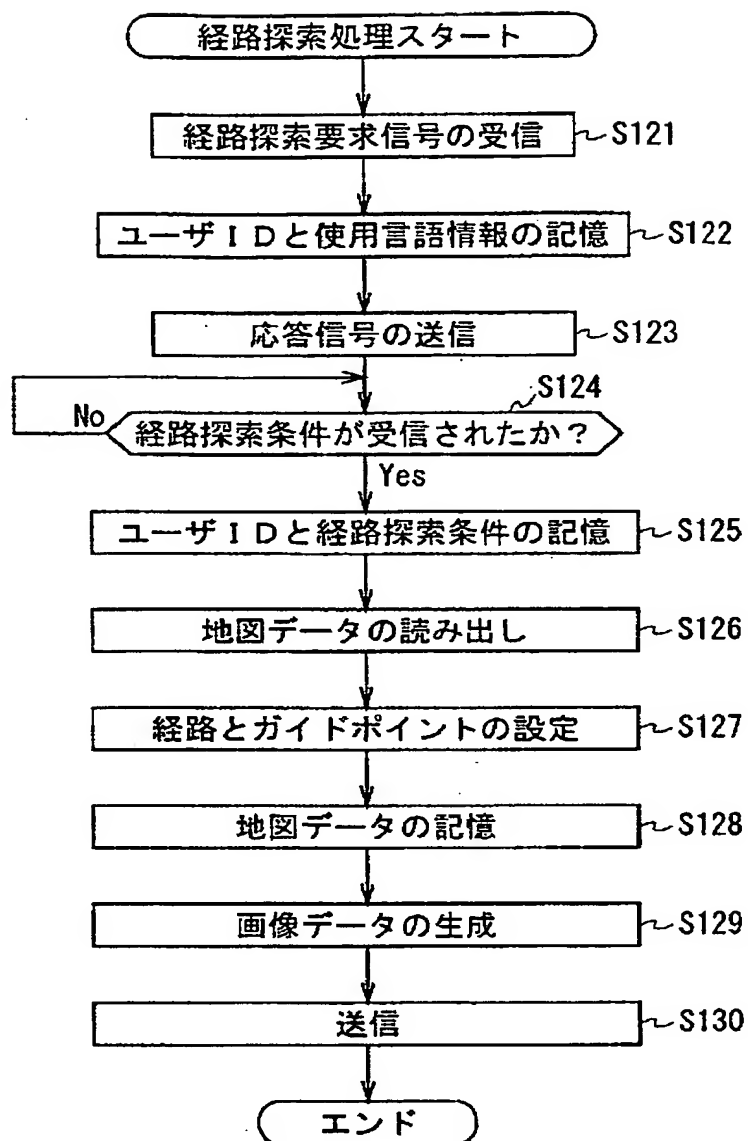 経路探索処理スタート
経路探索要求信号の受信 S121
ユーザIDと使用言語情報の記憶 S122
応答信号の送信 S123
S124
No
経路探索条件が受信されたか?
Yes
ユーザIDと経路探索条件の記憶 S125
地図データの読み出し S126
経路とガイドポイントの設定 S127
地図データの記憶 S128
画像データの生成 S129
送信 S130
エンド